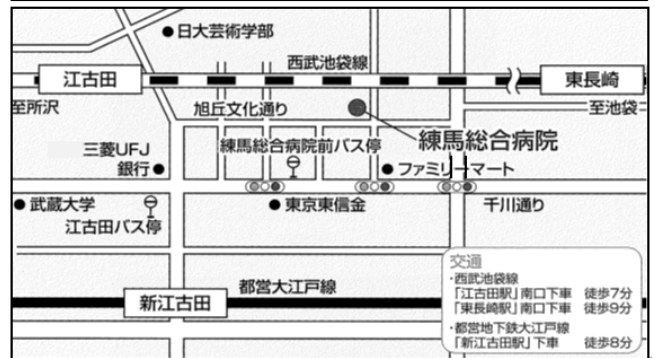 日大芸術学部
西武池袋線
江古田
東長崎
至所沢
旭丘文化通り
至池袋
練馬総合病院
三菱UFJ
銀行
練馬総合病院前バス停
ファミリーマート
武蔵大学
江古田バス停
東京東信金
千川通り
都営大江戸線
新江古田
交通
・西武池袋線
「江古田駅」南口下車 徒歩7分
「東長崎駅」南口下車 徒歩9分
・都営地下鉄大江戸線
「新江古田駅」下車 徒歩8分